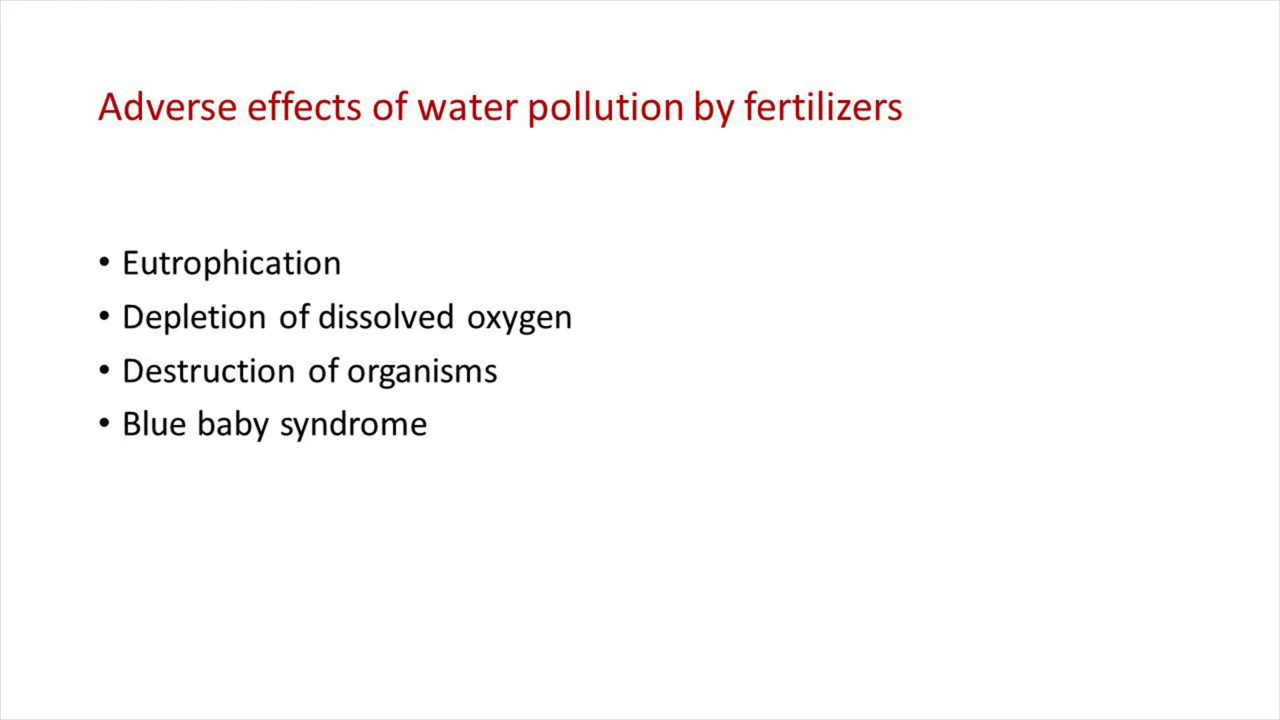 Adverse effects of water pollution by fertilizers
• Eutrophication
• Depletion of dissolved oxygen
• Destruction of organisms
• Blue baby syndrome